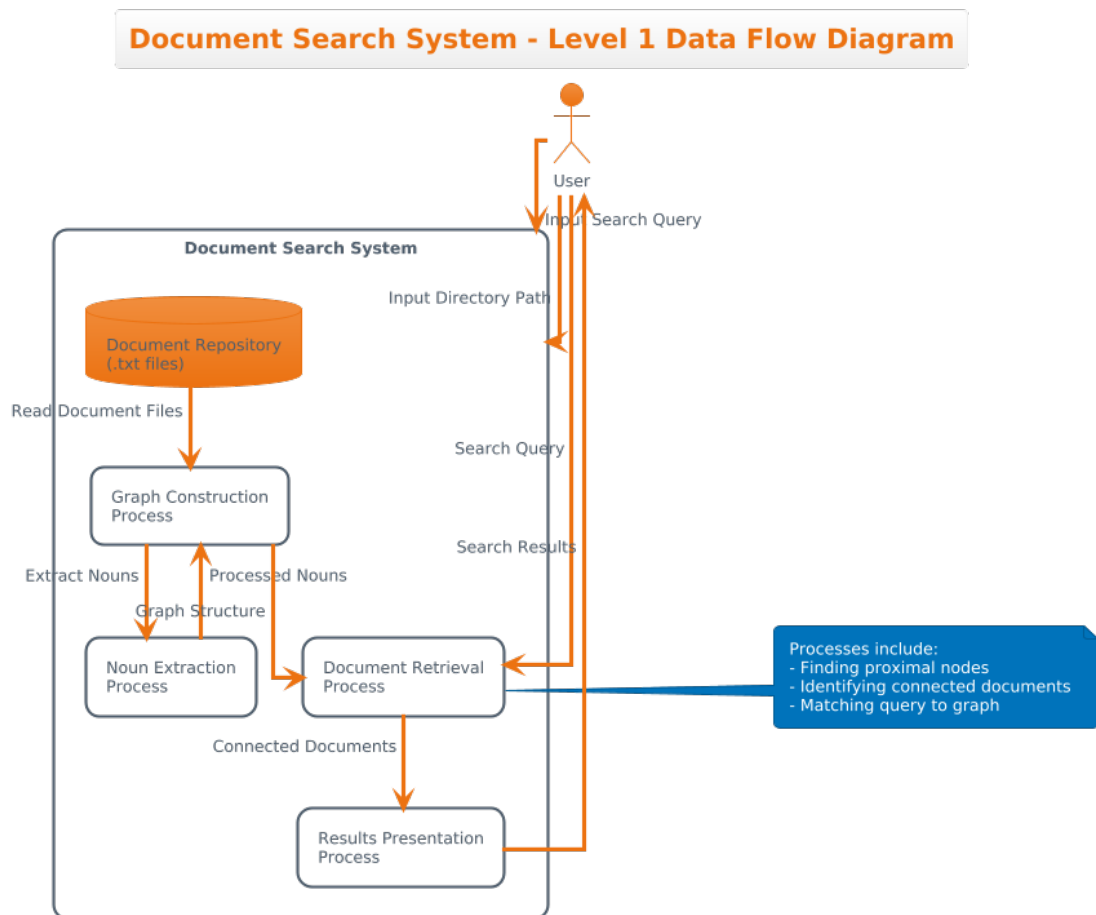 Document Search System - Level 1 Data Flow Diagram
User
Input Search Query
Document Search System
Input Directory Path
Document Repository
(.txt files)
Read Document Files
Search Query
Graph Construction
Process
Search Results
Extract Nouns
Processed Nouns
Graph Structure
Noun Extraction
Process
Document Retrieval
Process
Processes include:
- Finding proximal nodes
- Identifying connected documents
- Matching query to graph
Connected Documents
Results Presentation
Process